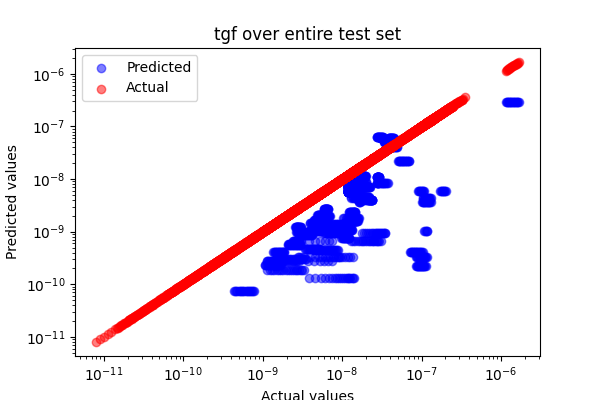 tgf over entire test set
Predicted
Actual
Predicted values
10⁻⁶
10⁻⁷
10⁻⁸
10⁻⁹
10⁻¹⁰
10⁻¹¹
10⁻¹¹ 10⁻¹⁰ 10⁻⁹ 10⁻⁸ 10⁻⁷ 10⁻⁶
Actual values